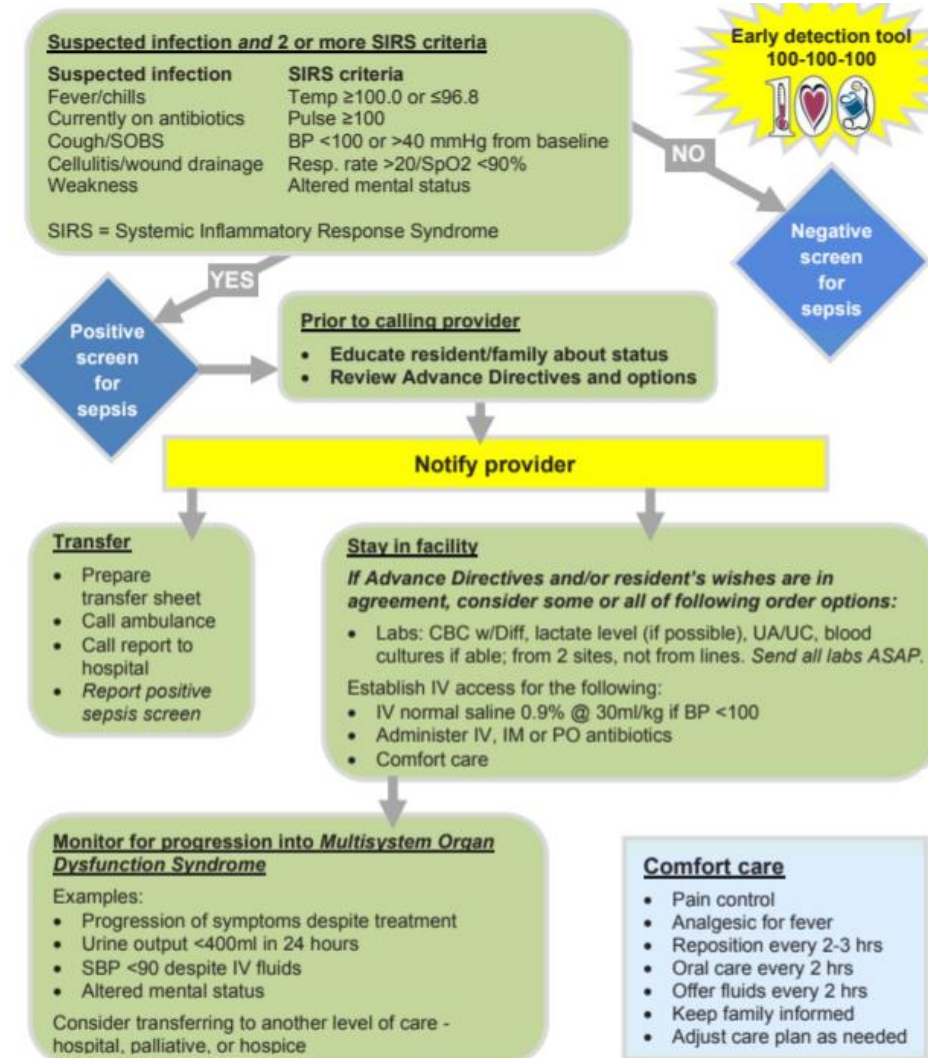 Suspected infection and 2 or more SIRS criteria
Suspected infection SIRS criteria
Fever/chills Temp ≥100.0 or ≤96.8
Currently on antibiotics Pulse ≥100
Cough/SOBS BP <100 or >40 mmHg from baseline
Cellulitis/wound drainage Resp. rate >20/SpO2 <90%
Weakness Altered mental status
SIRS = Systemic Inflammatory Response Syndrome
Early detection tool
100-100-100
100
NO
Negative
screen
for
sepsis
YES
Positive
screen
for
sepsis
Prior to calling provider
• Educate resident/family about status
• Review Advance Directives and options
Notify provider
Transfer
• Prepare
transfer sheet
• Call ambulance
• Call report to
hospital
• Report positive
sepsis screen
Stay in facility
If Advance Directives and/or resident's wishes are in
agreement, consider some or all of following order options:
• Labs: CBC w/Diff, lactate level (if possible), UA/UC, blood
cultures if able; from 2 sites, not from lines. Send all labs ASAP.
Establish IV access for the following:
• IV normal saline 0.9% @ 30ml/kg if BP <100
• Administer IV, IM or PO antibiotics
• Comfort care
Monitor for progression into Multisystem Organ
Dysfunction Syndrome
Examples:
• Progression of symptoms despite treatment
• Urine output <400ml in 24 hours
• SBP <90 despite IV fluids
• Altered mental status
Consider transferring to another level of care -
hospital, palliative, or hospice
Comfort care
• Pain control
• Analgesic for fever
• Reposition every 2-3 hrs
• Oral care every 2 hrs
• Offer fluids every 2 hrs
• Keep family informed
• Adjust care plan as needed